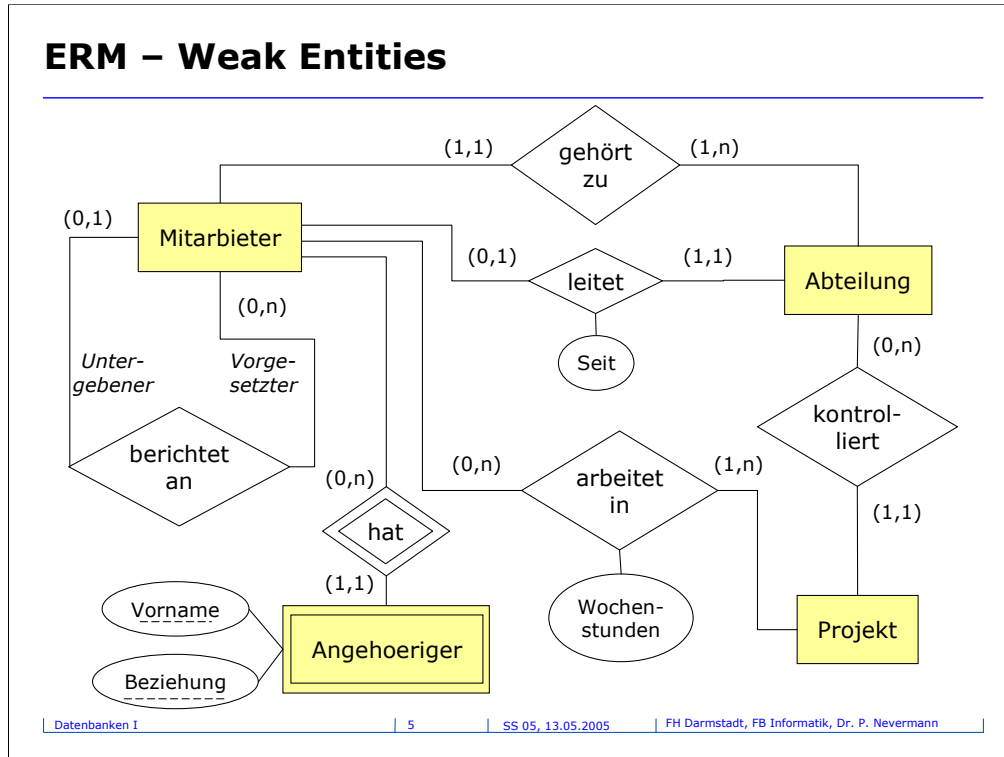 ERM – Weak Entities
(1,1)
gehört
zu
(1,n)
(0,1)
Mitarbieter
(0,1)
leitet
(1,1)
Abteilung
(0,n)
Seit
(0,n)
Unter-
gebener
Vorge-
setzter
kontrol-
liert
berichtet
an
(0,n)
(0,n)
arbeitet
in
(1,n)
(1,1)
hat
(1,1)
Vorname
Wochen-
stunden
Projekt
Angehoeriger
Beziehung
Datenbanken I
5
SS 05, 13.05.2005
FH Darmstadt, FB Informatik, Dr. P. Nevermann